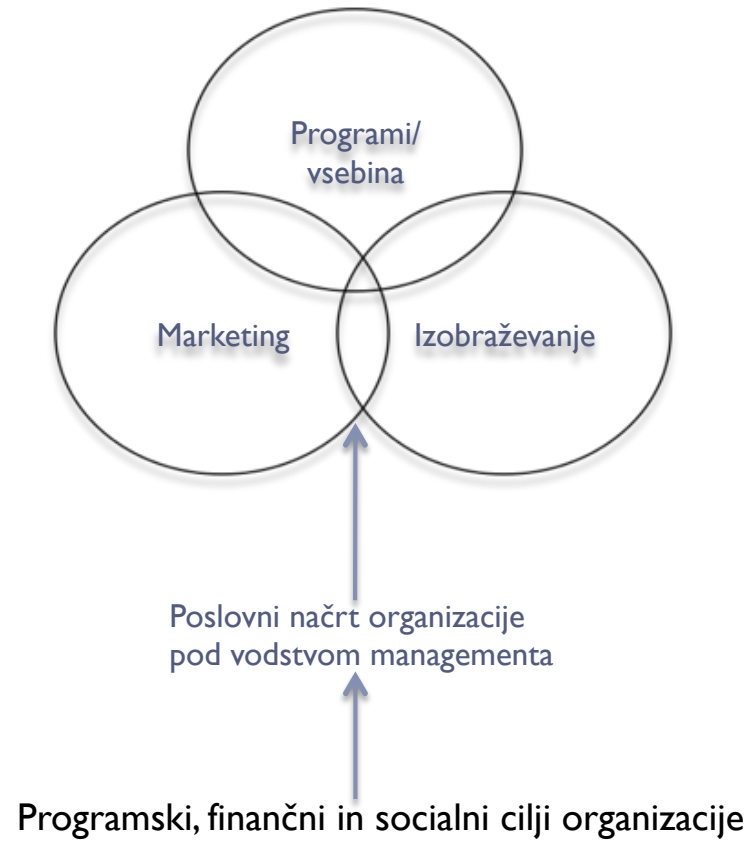 Programi/
vsebina
Marketing
Izobraževanje
Poslovni načrt organizacije
pod vodstvom managementa
Programski, finančni in socialni cilji organizacije